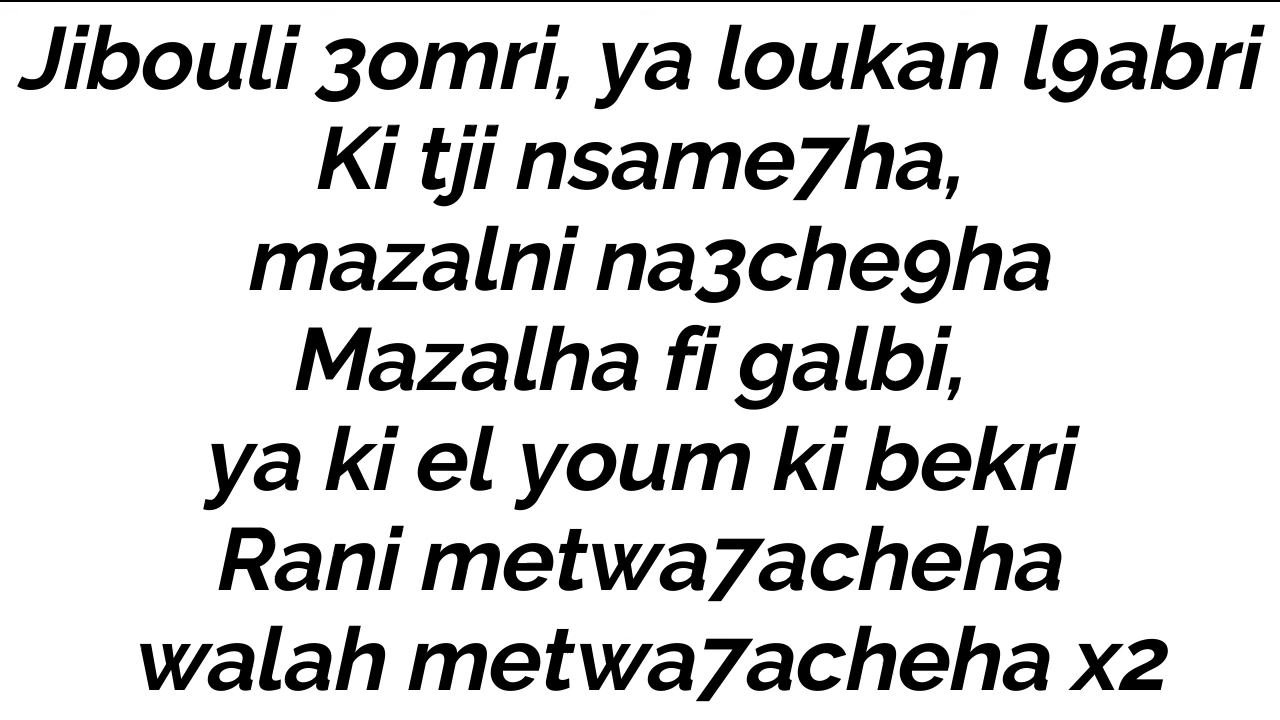 Jibouli 3omri, ya loukan l9abri
Ki tji nsame7ha,
mazalni na3che9ha
Mazalha fi galbi,
ya ki el youm ki bekri
Rani metwa7acheha
walah metwa7acheha x2